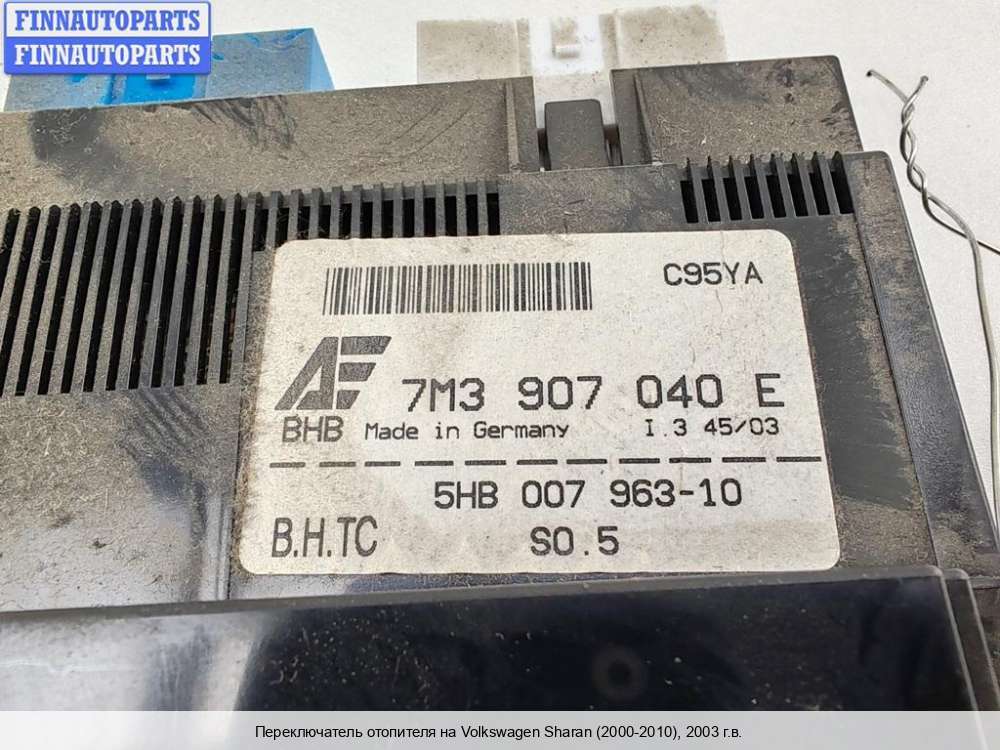 FINNAUTOPARTS
FINNAUTOPARTS
C95YA
AE
7M3 907 040 E
BHB Made in Germany I.3 45/03
5HB 007 963-10
B.H.TC S0.5
Переключатель отопителя на Volkswagen Sharan (2000-2010), 2003 г.в.